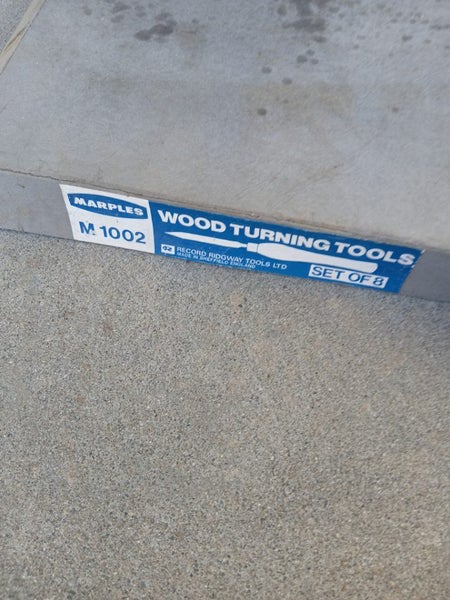 MARPLES
M 1002
WOOD TURNING TOOLS
RECORD RIDGWAY TOOLS LTD
MADE IN SHEFFIELD ENGLAND
SET OF 8